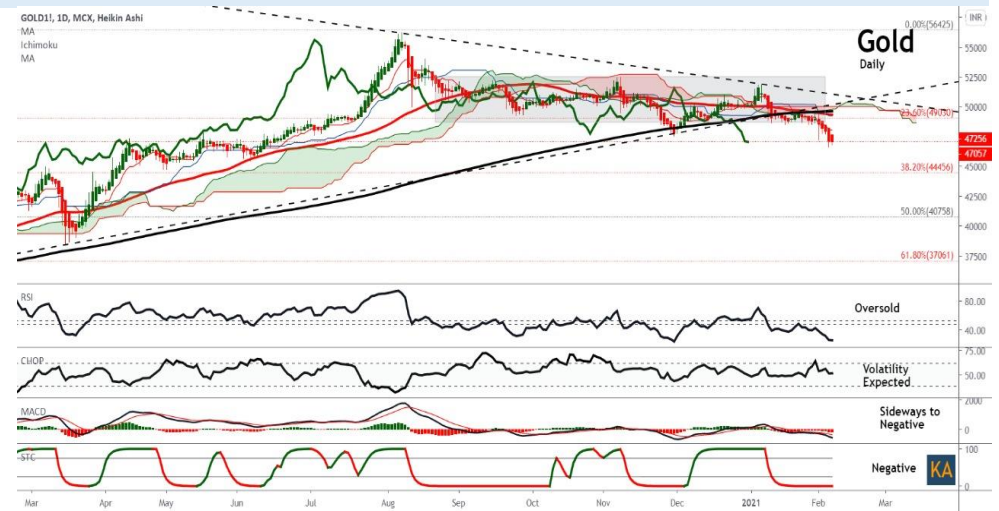 GOLD1!, 1D, MCX, Heikin Ashi
MA
Ichimoku
MA
INR
Gold
Daily
0.00%(56425)
55000
52500
50000
23.60%(49030)
47256
47057
45000
38.20%(44456)
42500
50.00%(40758)
40000
61.80%(37061)
37500
RSI
Oversold
80.00
40.00
75.00
CHOP
Volatility
Expected
50.00
2000
MACD
Sideways to
Negative
0
100
STC
Negative
KA
0
Mar Apr May Jun Jul Aug Sep Oct Nov Dec 2021 Feb Mar